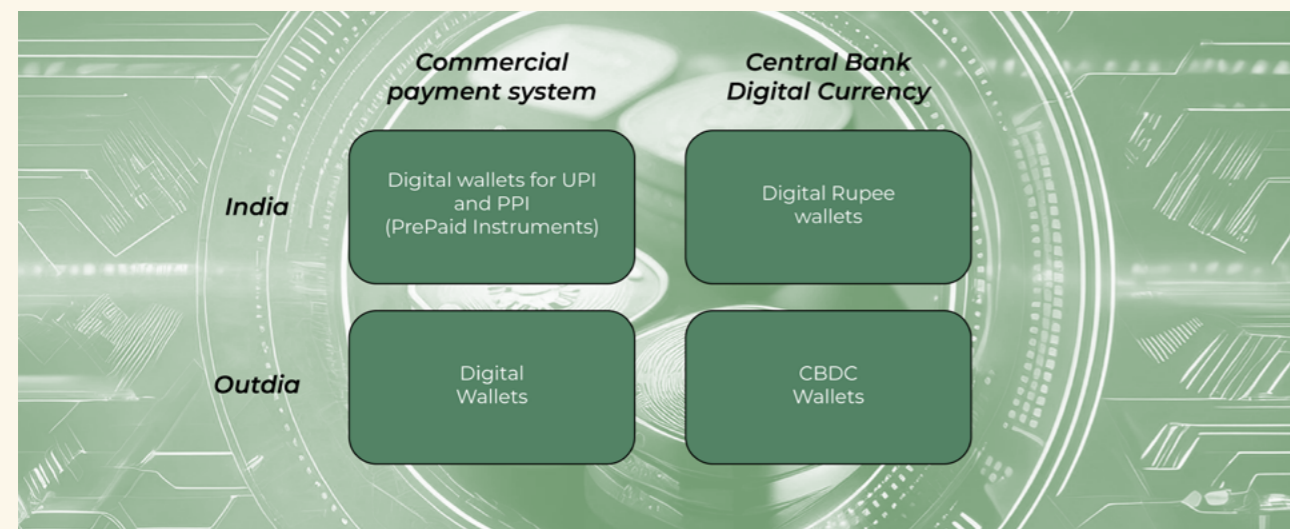 Commercial
payment system
Central Bank
Digital Currency
India
Digital wallets for UPI
and PPI
(PrePaid Instruments)
Digital Rupee
wallets
Outdia
Digital
Wallets
CBDC
Wallets